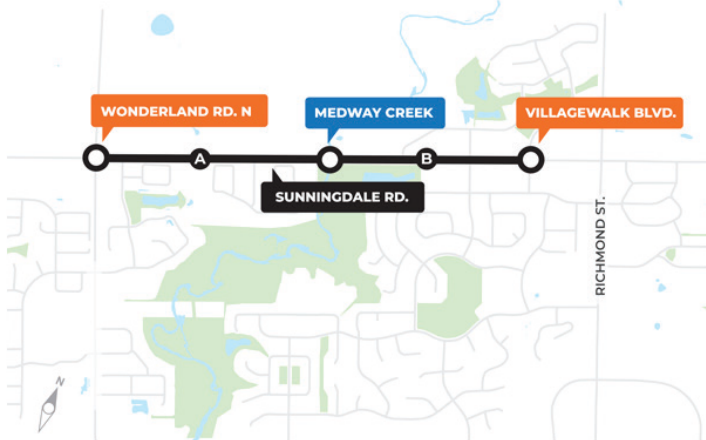 WONDERLAND RD. N
MEDWAY CREEK
VILLAGEWALK BLVD.
A
B
SUNNINGDALE RD.
RICHMOND ST.
N